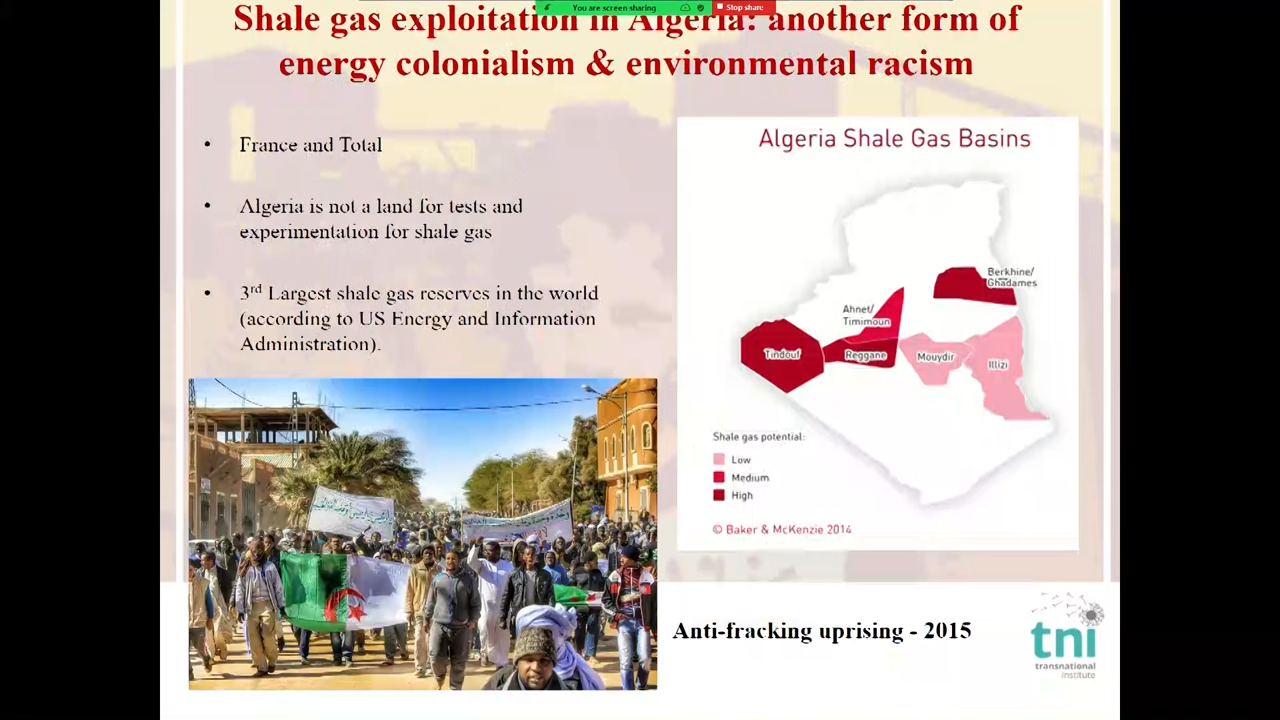 You are screen sharing
Stop share
Shale gas exploitation in Algeria: another form of
energy colonialism & environmental racism
• France and Total
• Algeria is not a land for tests and
experimentation for shale gas
• 3rd Largest shale gas reserves in the world
(according to US Energy and Information
Administration).
Algeria Shale Gas Basins
Berkhine/
Ghadames
Ahnet/
Timimoun
Tindouf
Reggane
Mouydir
Illizi
Shale gas potential:
Low
Medium
High
© Baker & McKenzie 2014
Anti-fracking uprising - 2015
tni
transnational
institute